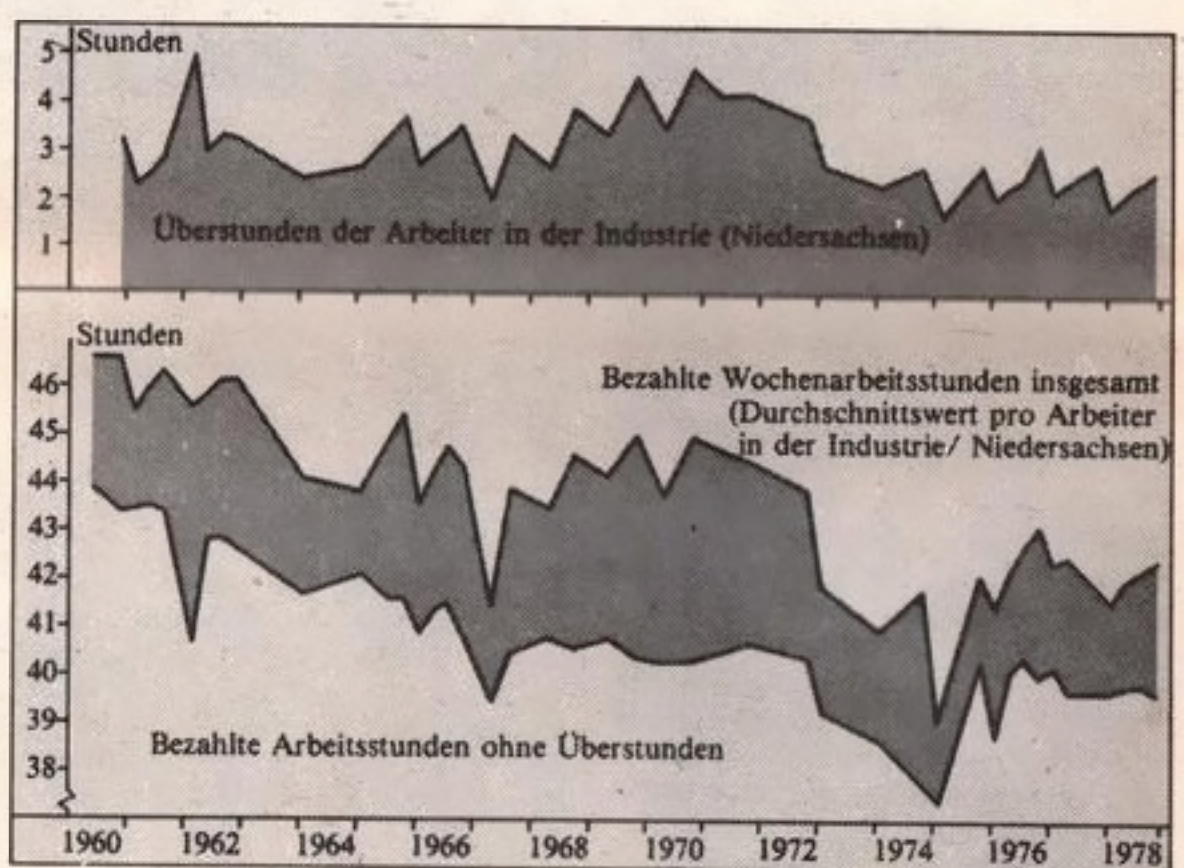 Stunden
5
4
3
2
1
Überstunden der Arbeiter in der Industrie (Niedersachsen)
Stunden
46
45
44
43
42
41
40
39
38
Bezahlte Wochenarbeitsstunden insgesamt
(Durchschnittswert pro Arbeiter
in der Industrie/ Niedersachsen)
Bezahlte Arbeitsstunden ohne Überstunden
1960 1962 1964 1966 1968 1970 1972 1974 1976 1978